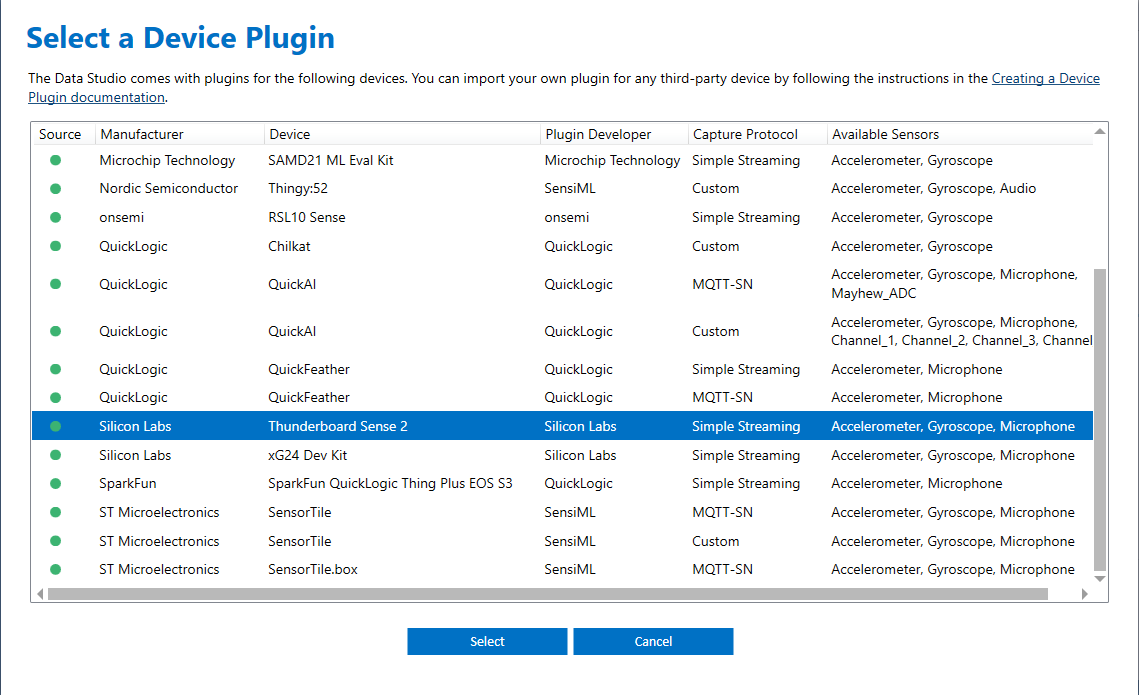 Select a Device Plugin
The Data Studio comes with plugins for the following devices. You can import your own plugin for any third-party device by following the instructions in the Creating a Device
Plugin documentation.
Source Manufacturer Device Plugin Developer Capture Protocol Available Sensors
Microchip Technology SAMD21 ML Eval Kit Microchip Technology Simple Streaming Accelerometer, Gyroscope
Nordic Semiconductor Thingy:52 SensiML Custom Accelerometer, Gyroscope, Audio
onsemi RSL10 Sense onsemi Simple Streaming Accelerometer, Gyroscope
QuickLogic Chilkat QuickLogic Custom Accelerometer, Gyroscope
QuickLogic QuickAI QuickLogic MQTT-SN Accelerometer, Gyroscope, Microphone,
Mayhew_ADC
QuickLogic QuickAI QuickLogic Custom Accelerometer, Gyroscope, Microphone,
Channel_1, Channel_2, Channel_3, Channel
QuickLogic QuickFeather QuickLogic Simple Streaming Accelerometer, Microphone
QuickLogic QuickFeather QuickLogic MQTT-SN Accelerometer, Microphone
Silicon Labs Thunderboard Sense 2 Silicon Labs Simple Streaming Accelerometer, Gyroscope, Microphone
Silicon Labs xG24 Dev Kit Silicon Labs Simple Streaming Accelerometer, Gyroscope, Microphone
SparkFun SparkFun QuickLogic Thing Plus EOS S3 QuickLogic Simple Streaming Accelerometer, Microphone
ST Microelectronics SensorTile SensiML MQTT-SN Accelerometer, Gyroscope, Microphone
ST Microelectronics SensorTile SensiML Custom Accelerometer, Gyroscope, Microphone
ST Microelectronics SensorTile.box SensiML MQTT-SN Accelerometer, Gyroscope, Microphone
Select Cancel